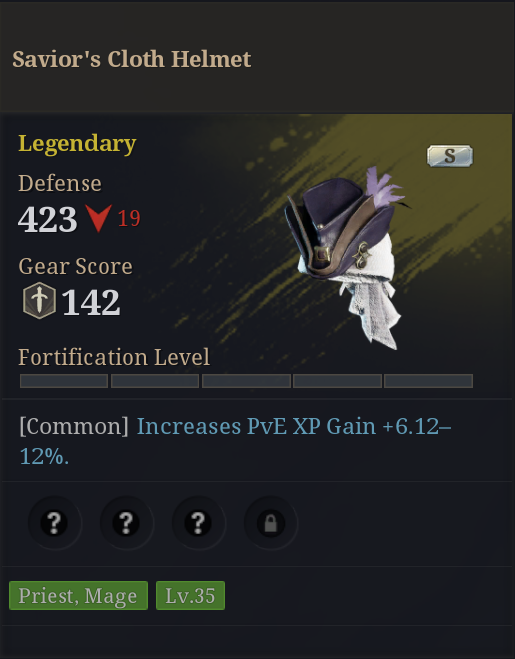 Savior's Cloth Helmet
Legendary
S
Defense
423 19
Gear Score
142
Fortification Level
[Common] Increases PvE XP Gain +6.12–
12%.
? ? ?
Priest, Mage Lv.35